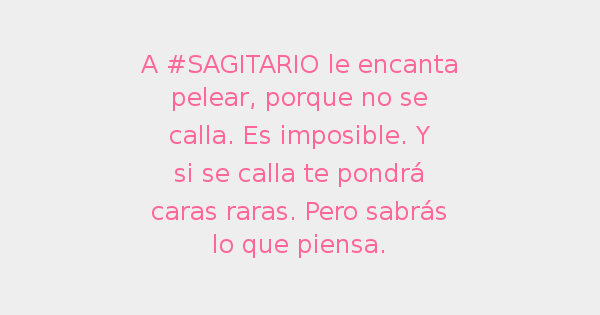 A #SAGITARIO le encanta
pelear, porque no se
calla. Es imposible. Y
si se calla te pondrá
caras raras. Pero sabrás
lo que piensa.